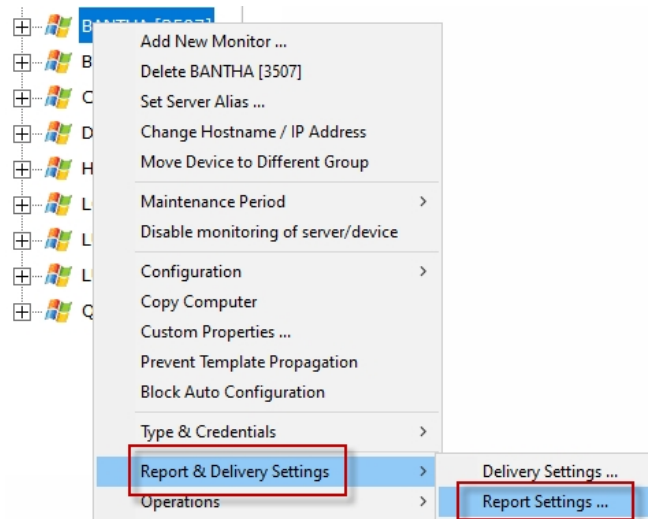 BANTHA [3507]
B
C
D
H
L
L
L
Q
Add New Monitor ...
Delete BANTHA [3507]
Set Server Alias ...
Change Hostname / IP Address
Move Device to Different Group
Maintenance Period
Disable monitoring of server/device
Configuration
Copy Computer
Custom Properties ...
Prevent Template Propagation
Block Auto Configuration
Type & Credentials
Report & Delivery Settings
Operations
Delivery Settings ...
Report Settings ...